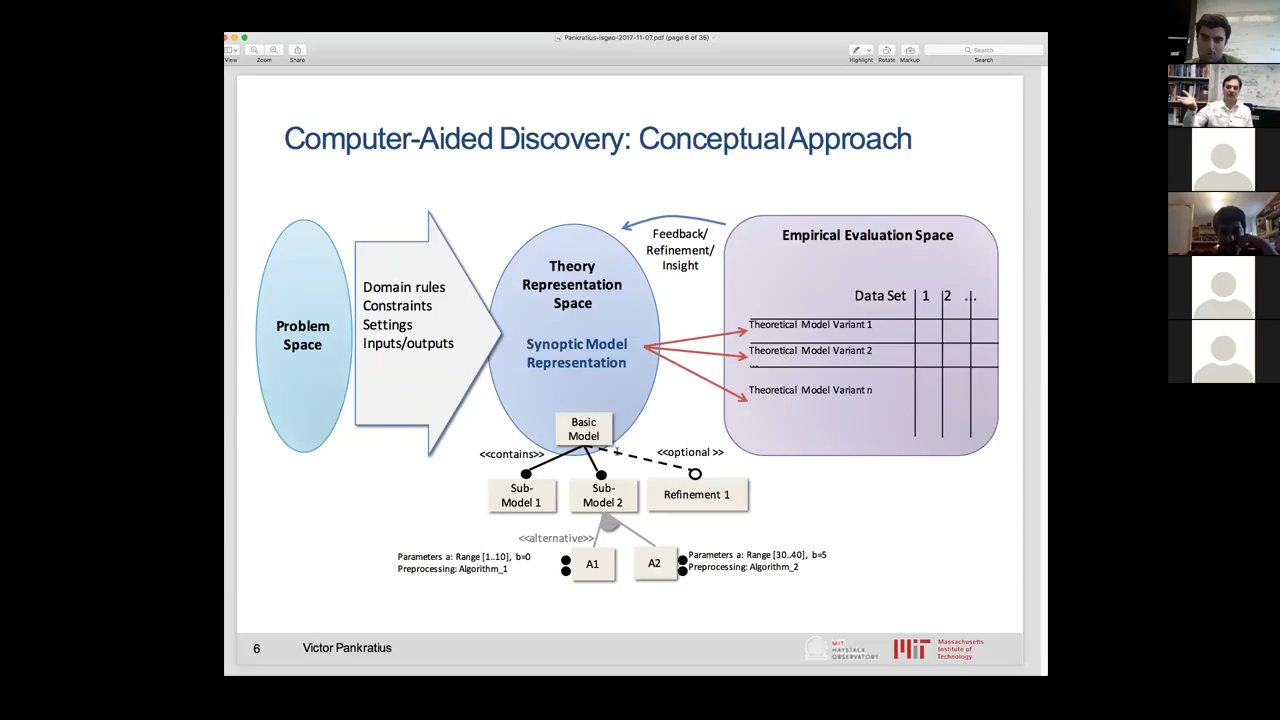 Pankratius-isgeo-2017-11-07.pdf (page 6 of 35)
View
Zoom
Share
Highlight
Rotate
Markup
Search
Search
Computer-Aided Discovery: Conceptual Approach
Problem
Space
Domain rules
Constraints
Settings
Inputs/outputs
Theory
Representation
Space
Synoptic Model
Representation
Feedback/
Refinement/
Insight
Empirical Evaluation Space
Data Set 1 2 ...
Theoretical Model Variant 1
Theoretical Model Variant 2
...
Theoretical Model Variant n
Basic
Model
<<contains>>
<<optional >>
Sub-
Model 1
Sub-
Model 2
Refinement 1
<<alternative>>
Parameters a: Range [1..10], b=0
Preprocessing: Algorithm_1
A1
A2
Parameters a: Range [30..40], b=5
Preprocessing: Algorithm_2
6
Victor Pankratius
MIT
HAYSTACK
OBSERVATORY
MIT
Massachusetts
Institute of
Technology